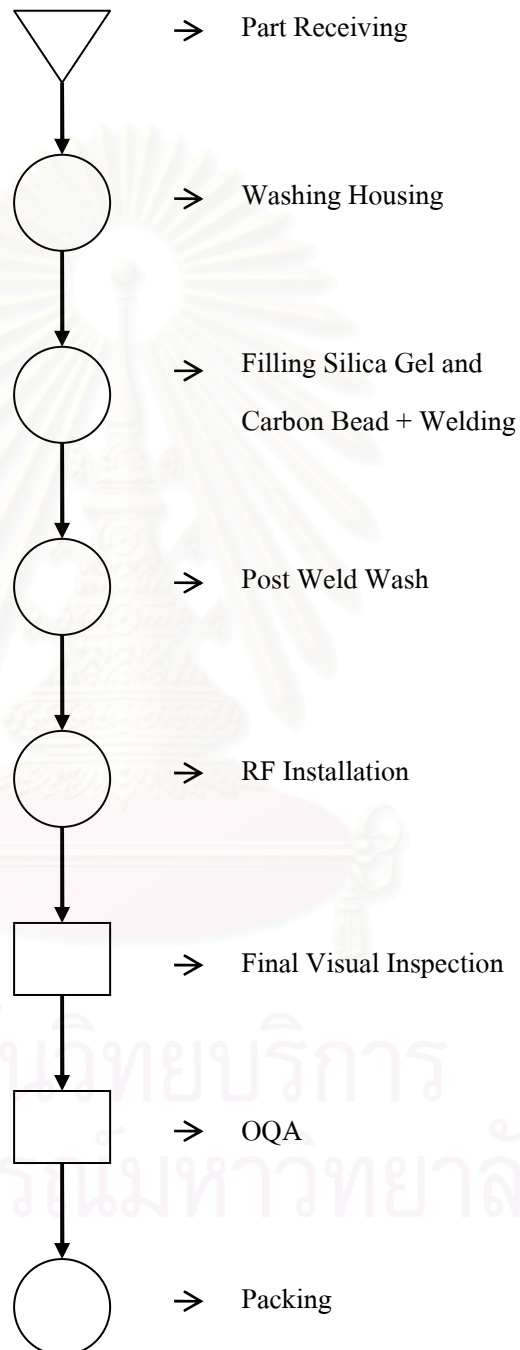 Part Receiving
Washing Housing
Filling Silica Gel and
Carbon Bead + Welding
Post Weld Wash
RF Installation
Final Visual Inspection
OQA
Packing